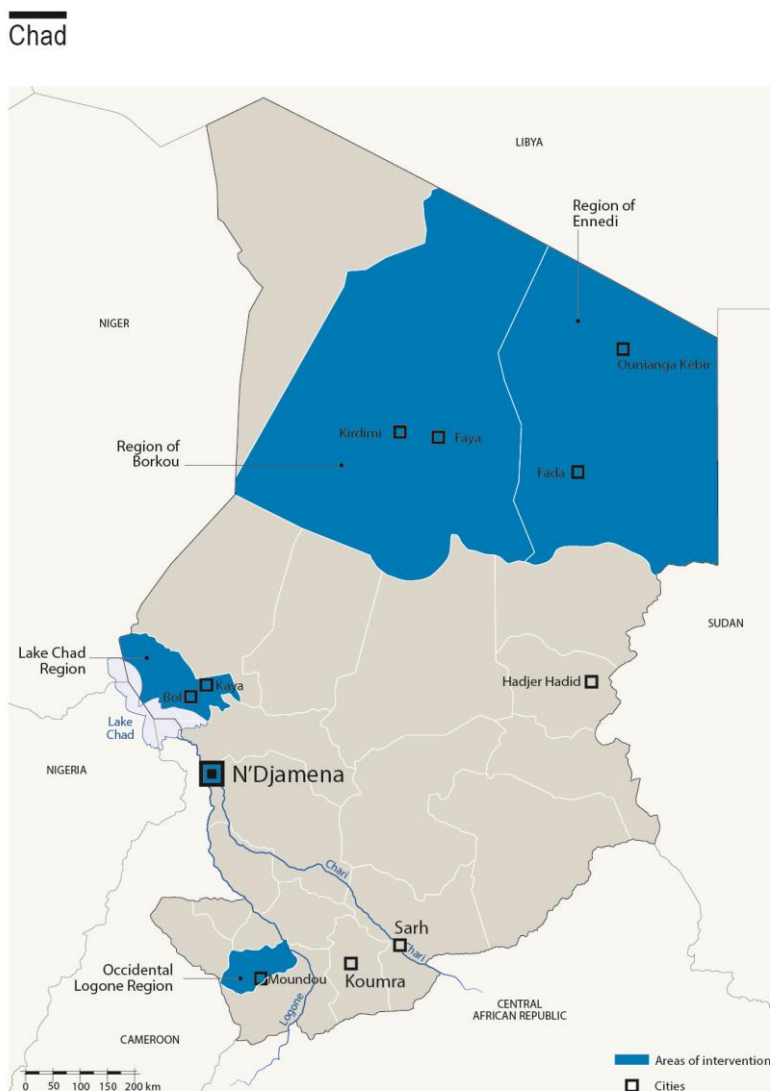 Chad
LIBYA
Region of
Ennedi
NIGER
Ounianga Kébir
Kirdimi
Faya
Region of
Borkou
Fada
SUDAN
Lake Chad
Region
Kaya
Bol
Hadjer Hadid
Lake
Chad
NIGERIA
N'Djamena
Chari
Sarh
Chari
Occidental
Logone Region
Moundou
Koumra
Logone
CENTRAL
AFRICAN REPUBLIC
CAMEROON
Areas of intervention
0 50 100 150 200 km
Cities